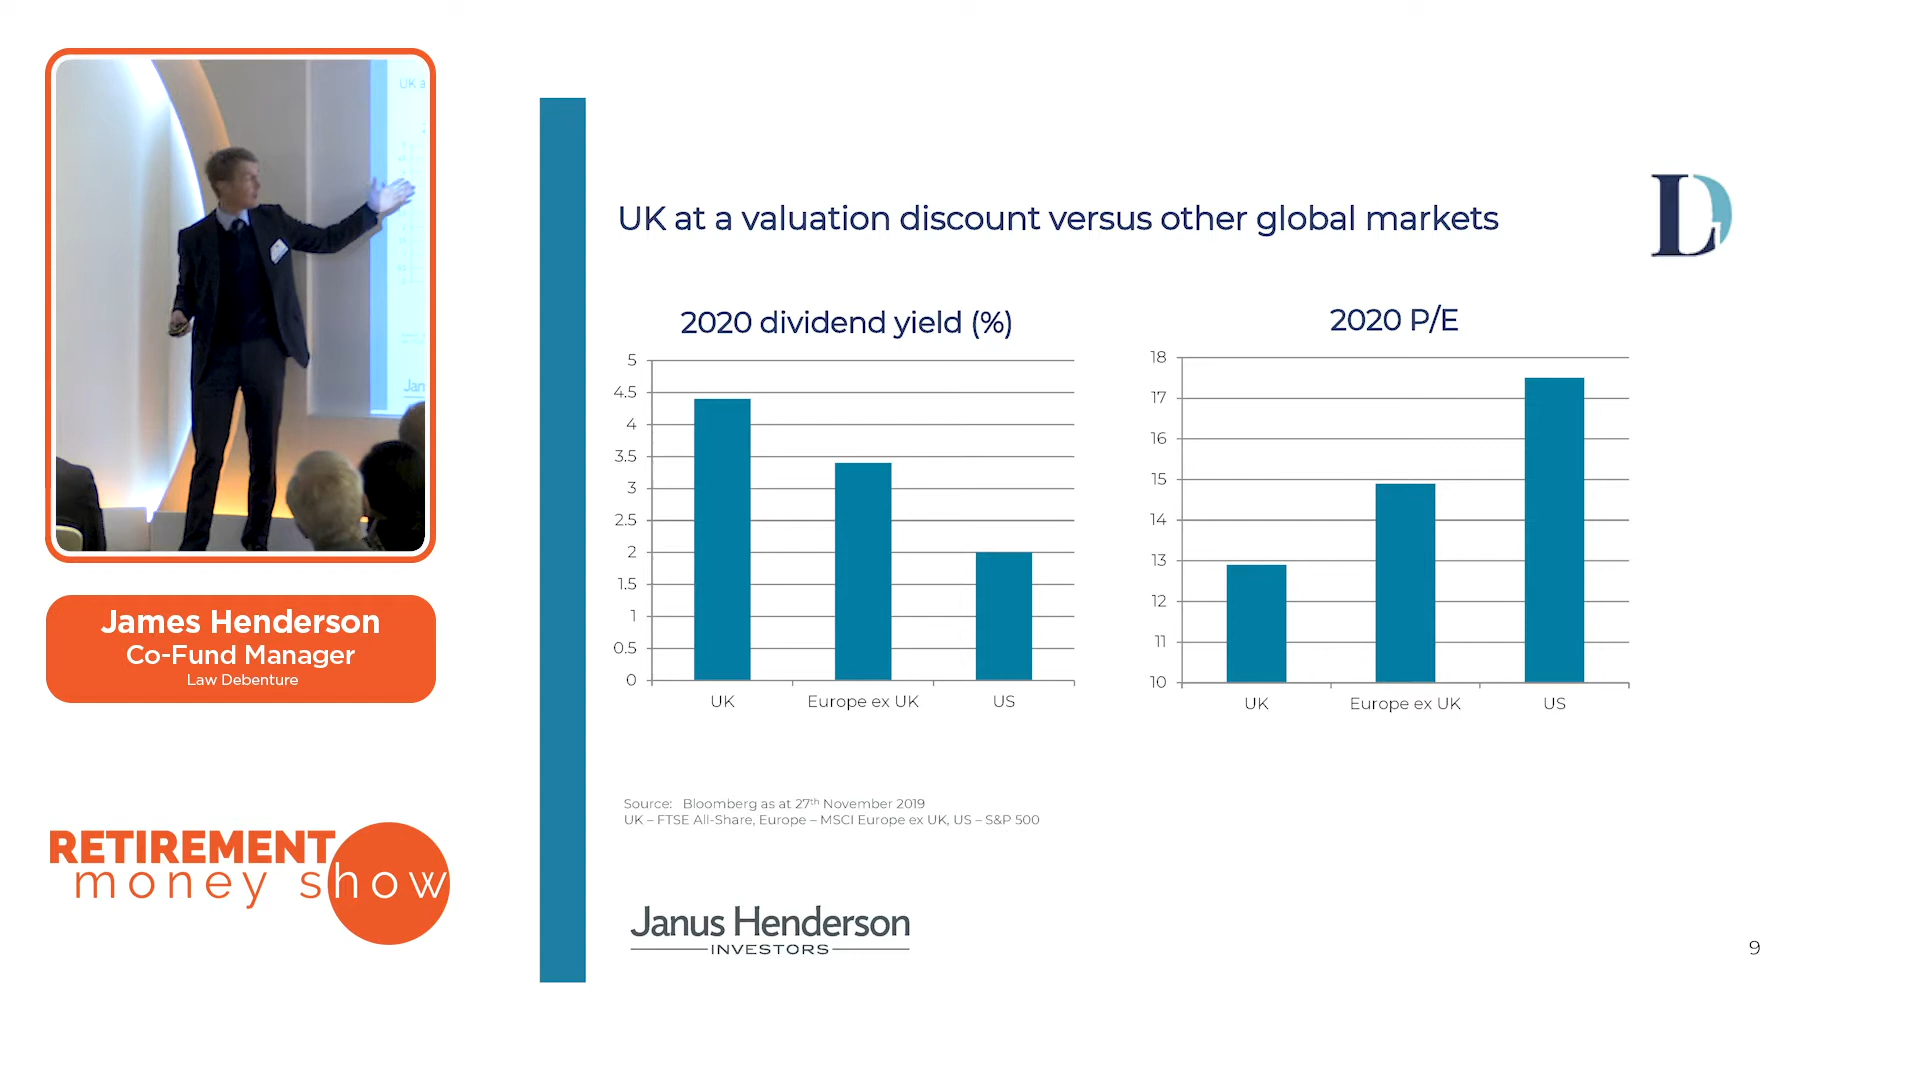 UK a
Jan
James Henderson
Co-Fund Manager
Law Debenture
RETIREMENT
money show
LD
UK at a valuation discount versus other global markets
2020 dividend yield (%)
5
4.5
4
3.5
3
2.5
2
1.5
1
0.5
0
UK Europe ex UK US
2020 P/E
18
17
16
15
14
13
12
11
10
UK Europe ex UK US
Source: Bloomberg as at 27th November 2019
UK – FTSE All-Share, Europe – MSCI Europe ex UK, US – S&P 500
Janus Henderson
INVESTORS
9